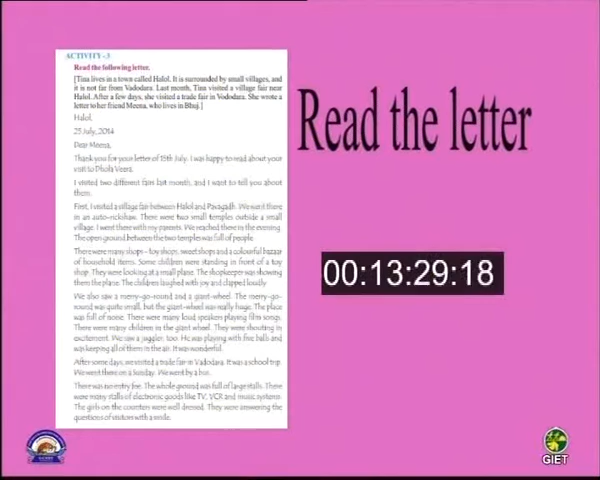 ACTIVITY - 3
Read the following letter.
[Tina lives in a town called Halol. It is surrounded by small villages, and
it is not far from Vadodara. Last month, Tina visited a village fair near
Halol. After a few days, she visited a trade fair in Vadodara. She wrote a
letter to her friend Meena, who lives in Bhuj.]
Halol,
25 July, 2014
Dear Meena,
Thank you for your letter of 15th July. I was happy to read about your
visit to Dhola Veera.
I visited two different fairs last month, and I want to tell you about
them.
First, I visited a village fair between Halol and Pavagadh. We went there
in an auto-rickshaw. There were two small temples outside a small
village. I went there with my parents. We reached there in the evening.
The open ground between the two temples was full of people.
There were many shops - toy shops, sweet shops and a colourful bazaar
of household items. Some children were standing in front of a toy
shop. They were looking at a small plane. The shopkeeper was showing
them the plane. The children laughed with joy and clapped loudly.
We also saw a merry-go-round and a giant-wheel. The merry-go-
round was quite small, but the giant-wheel was really huge. The place
was full of noise. There were many loud speakers playing film songs.
There were many children in the giant wheel. They were shouting in
excitement. We saw a juggler, too. He was playing with five balls and
was keeping all of them in the air. It was wonderful.
After some days, we visited a trade fair in Vadodara. It was a school trip.
We went there on a Sunday. We went by a bus.
There was no entry fee. The whole ground was full of large stalls. There
were many stalls of electronic goods like TV, VCR and music systems.
The girls on the counters were well dressed. They were answering the
questions of visitors with a smile.
Read the letter
00:13:29:18
GIET